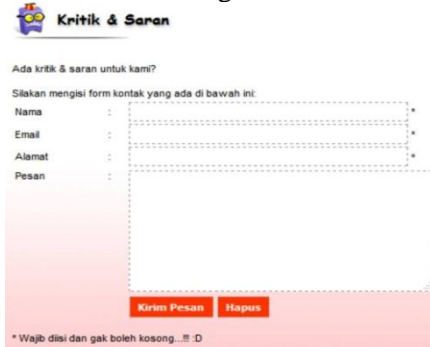 Kritik & Saran
Ada kritik & saran untuk kami?
Silakan mengisi form kontak yang ada di bawah ini:
Nama : *
Email : *
Alamat : *
Pesan :
Kirim Pesan Hapus
* Wajib diisi dan gak boleh kosong...!!! :D